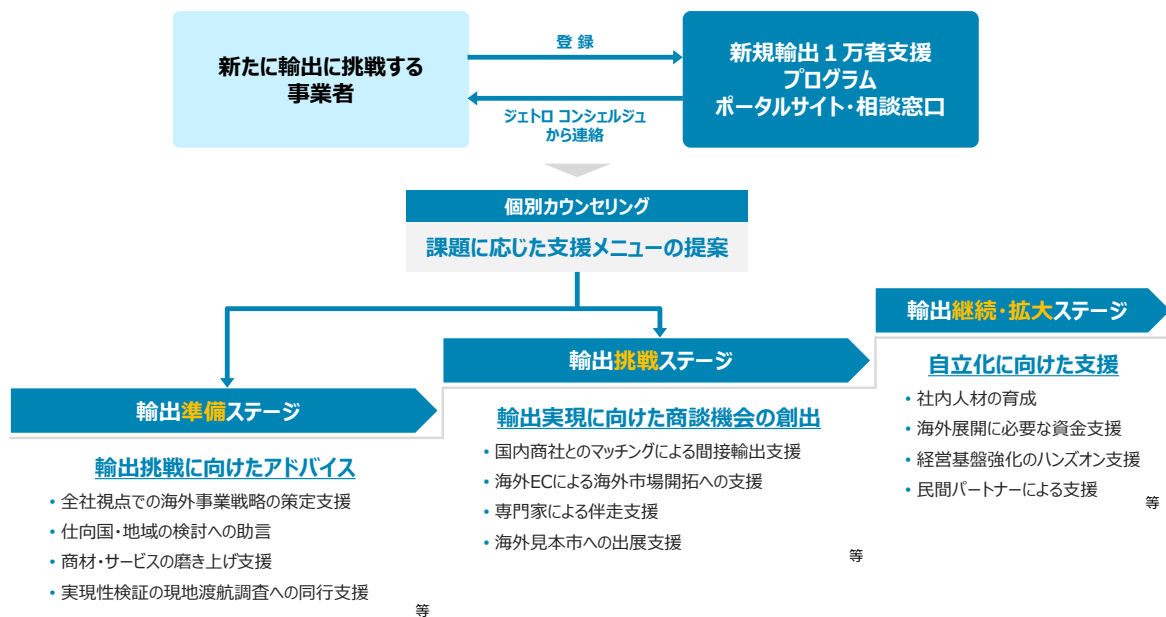 新たに輸出に挑戦する
事業者
登 録
ジェトロ コンシェルジュ
から連絡
新規輸出１万者支援
プログラム
ポータルサイト・相談窓口
個別カウンセリング
課題に応じた支援メニューの提案
輸出準備ステージ
輸出挑戦に向けたアドバイス
• 全社視点での海外事業戦略の策定支援
• 仕向国・地域の検討への助言
• 商材・サービスの磨き上げ支援
• 実現性検証の現地渡航調査への同行支援
等
輸出挑戦ステージ
輸出実現に向けた商談機会の創出
• 国内商社とのマッチングによる間接輸出支援
• 海外ECによる海外市場開拓への支援
• 専門家による伴走支援
• 海外見本市への出展支援
等
輸出継続・拡大ステージ
自立化に向けた支援
• 社内人材の育成
• 海外展開に必要な資金支援
• 経営基盤強化のハンズオン支援
• 民間パートナーによる支援
等